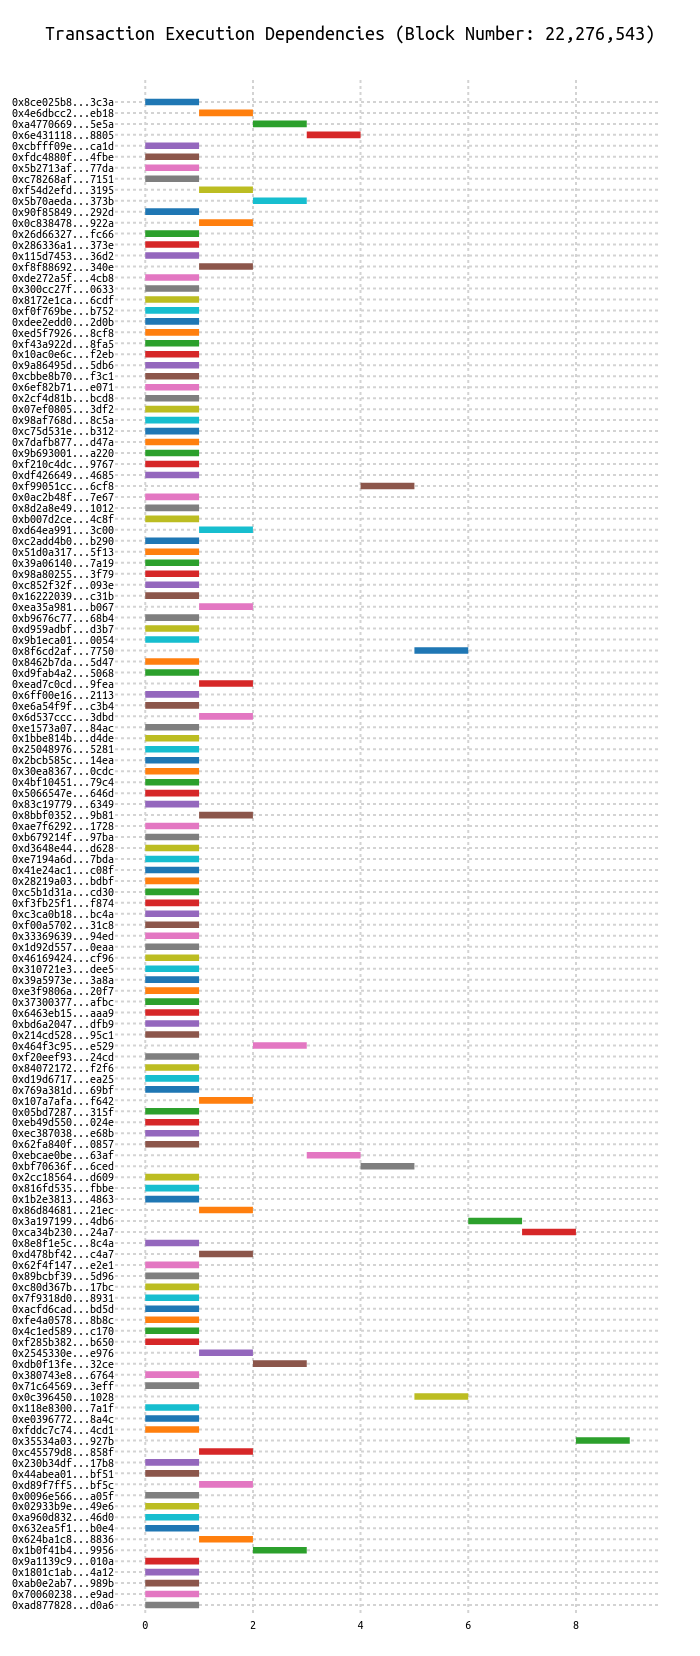 Transaction Execution Dependencies (Block Number: 22,276,543)
0x8ce025b8...3c3a
0x4e6dbcc2...eb18
0xa4770669...5e5a
0x6e431118...8805
0xcbfff09e...ca1d
0xfdc4880f...4fbe
0x5b2713af...77da
0xc78268af...7151
0xf54d2efd...3195
0x5b70aeda...373b
0x90f85849...292d
0x0c838478...922a
0x26d66327...fc66
0x286336a1...373e
0x115d7453...36d2
0xf8f88692...340e
0xde272a5f...4cb8
0x300cc27f...0633
0x8172e1ca...6cdf
0xf0f769be...b752
0xdee2edd0...2d0b
0xed5f7926...8cf8
0xf43a922d...8fa5
0x10ac0e6c...f2eb
0x9a86495d...5db6
0xcbbe8b70...f3c1
0x6ef82b71...e071
0x2cf4d81b...bcd8
0x07ef0805...3df2
0x98af768d...8c5a
0xc75d531e...b312
0x7dafb877...d47a
0x9b693001...a220
0xf210c4dc...9767
0xdf426649...4685
0xf99051cc...6cf8
0x0ac2b48f...7e67
0x8d2a8e49...1012
0xb007d2ce...4c8f
0xd64ea991...3c00
0xc2add4b0...b290
0x51d0a317...5f13
0x39a06140...7a19
0x98a80255...3f79
0xc852f32f...093e
0x16222039...c31b
0xea35a981...b067
0xb9676c77...68b4
0xd959adbf...d3b7
0x9b1eca01...0054
0x8f6cd2af...7750
0x8462b7da...5d47
0xd9fab4a2...5068
0xead7c0cd...9fea
0x6ff00e16...2113
0xe6a54f9f...c3b4
0x6d537ccc...3dbd
0xe1573a07...84ac
0x1bbe814b...d4de
0x25048976...5281
0x2bcb585c...14ea
0x30ea8367...0cdc
0x4bf10451...79c4
0x5066547e...646d
0x83c19779...6349
0x8bbf0352...9b81
0xae7f6292...1728
0xb679214f...97ba
0xd3648e44...d628
0xe7194a6d...7bda
0x41e24ac1...c08f
0x28219a03...bdbf
0xc5b1d31a...cd30
0xf3fb25f1...f874
0xc3ca0b18...bc4a
0xf00a5702...31c8
0x33369639...94ed
0x1d92d557...0eaa
0x46169424...cf96
0x310721e3...dee5
0x39a5973e...3a8a
0xe3f9806a...20f7
0x37300377...afbc
0x6463eb15...aaa9
0xbd6a2047...dfb9
0x214cd528...95c1
0x464f3c95...e529
0xf20eef93...24cd
0x84072172...f2f6
0xd19d6717...ea25
0x769a381d...69bf
0x107a7afa...f642
0x05bd7287...315f
0xeb49d550...024e
0xec387038...e68b
0x62fa840f...0857
0xebcae0be...63af
0xbf70636f...6ced
0x2cc18564...d609
0x816fd535...fbbe
0x1b2e3813...4863
0x86d84681...21ec
0x3a197199...4db6
0xca34b230...24a7
0x8e8f1e5c...8c4a
0xd478bf42...c4a7
0x62f4f147...e2e1
0x89bcbf39...5d96
0xc80d367b...17bc
0x7f9318d0...8931
0xacfd6cad...bd5d
0xfe4a0578...8b8c
0x4c1ed589...c170
0xf285b382...b650
0x2545330e...e976
0xdb0f13fe...32ce
0x380743e8...6764
0x71c64569...3eff
0x0c396450...1028
0x118e8300...7a1f
0xe0396772...8a4c
0xfddc7c74...4cd1
0x35534a03...927b
0xc45579d8...858f
0x230b34df...17b8
0x44abea01...bf51
0xd89f7ff5...bf5c
0x0096e566...a05f
0x02933b9e...49e6
0xa960d832...46d0
0x632ea5f1...b0e4
0x624ba1c8...8836
0x1b0f41b4...9956
0x9a1139c9...010a
0x1801c1ab...4a12
0xab0e2ab7...989b
0x70060238...e9ad
0xad877828...d0a6
0 2 4 6 8